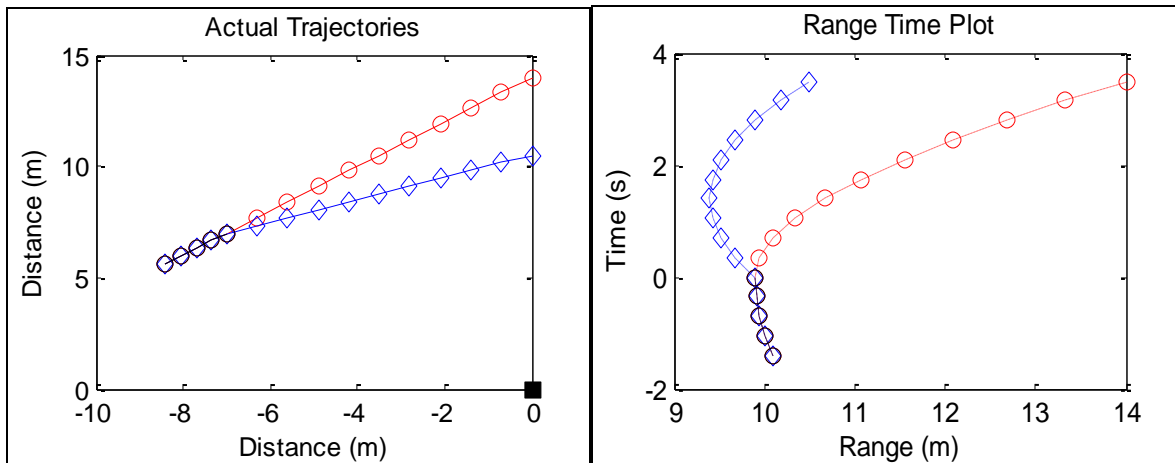 Actual Trajectories
15
10
5
0
Distance (m)
-10 -8 -6 -4 -2 0
Distance (m)
Range Time Plot
4
2
0
-2
Time (s)
9 10 11 12 13 14
Range (m)